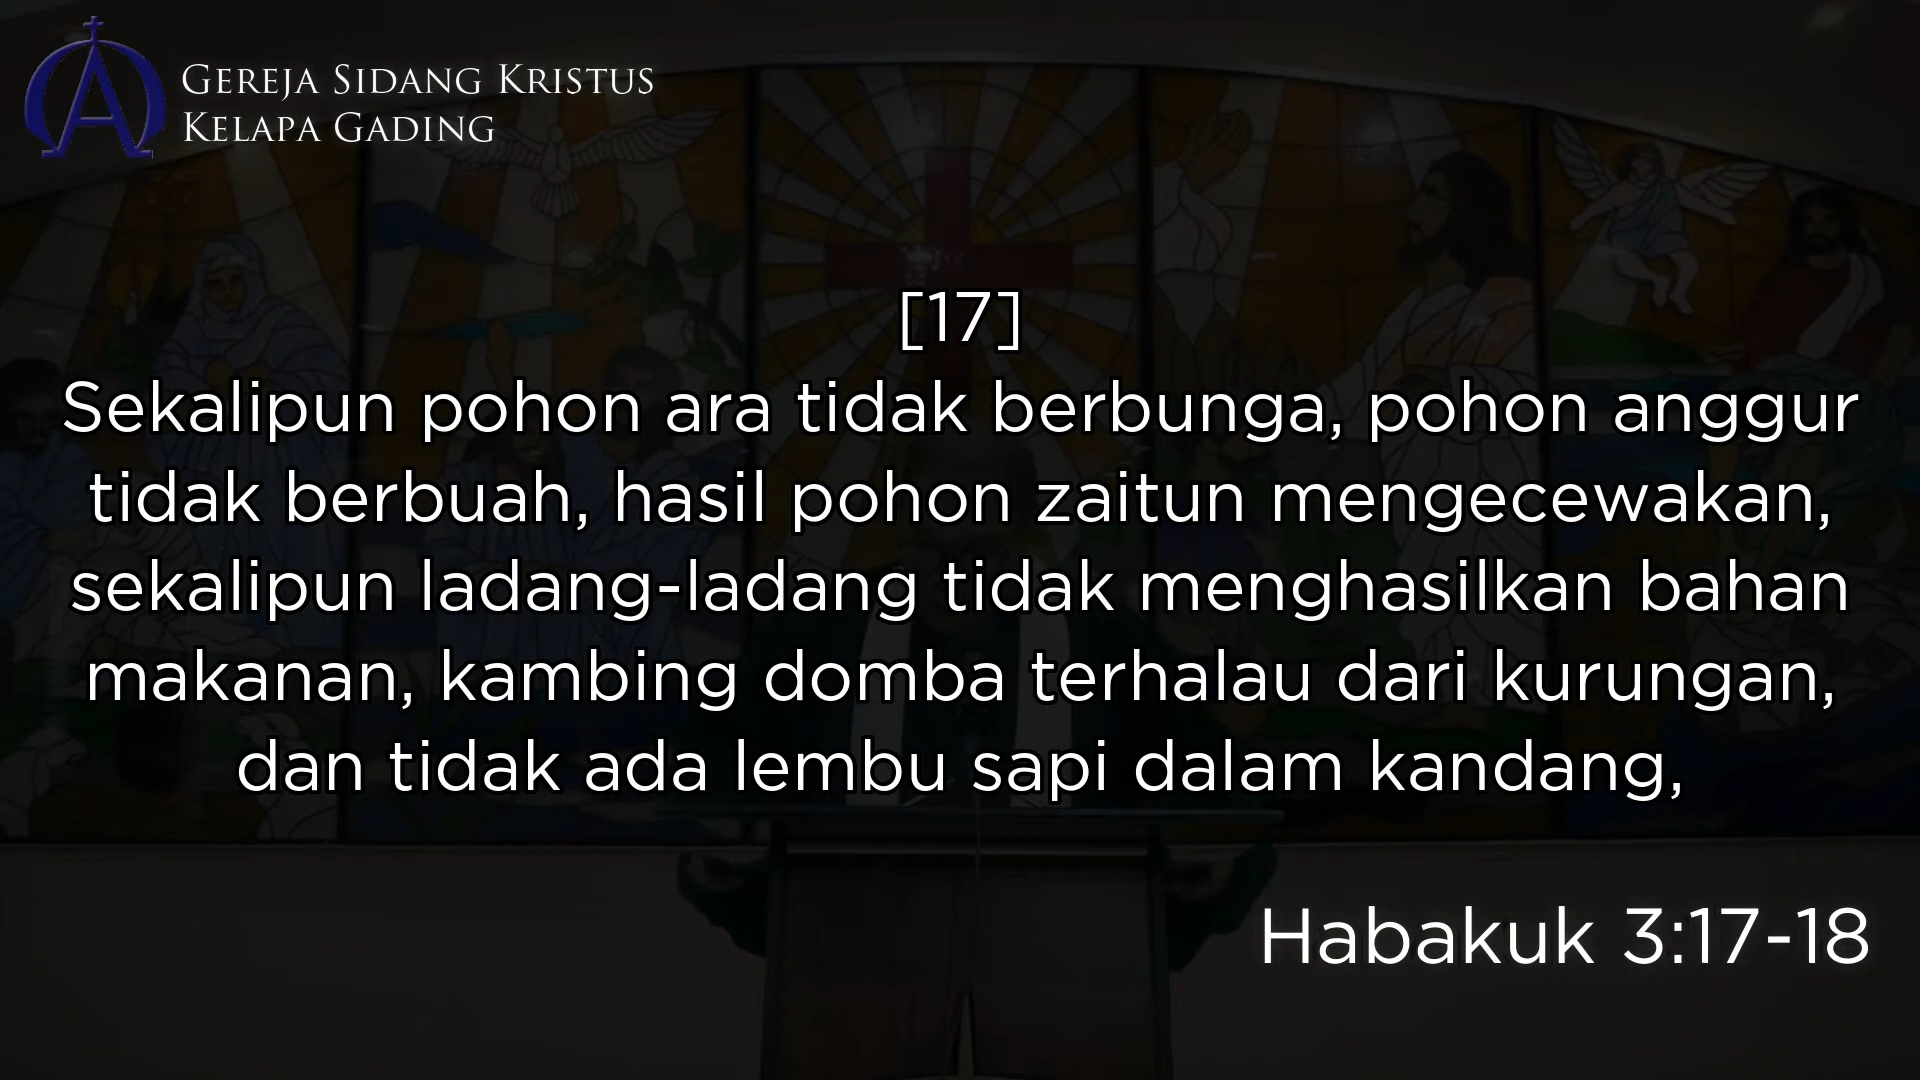 GEREJA SIDANG KRISTUS
KELAPA GADING
[17]
Sekalipun pohon ara tidak berbunga, pohon anggur
tidak berbuah, hasil pohon zaitun mengecewakan,
sekalipun ladang-ladang tidak menghasilkan bahan
makanan, kambing domba terhalau dari kurungan,
dan tidak ada lembu sapi dalam kandang,
Habakuk 3:17-18